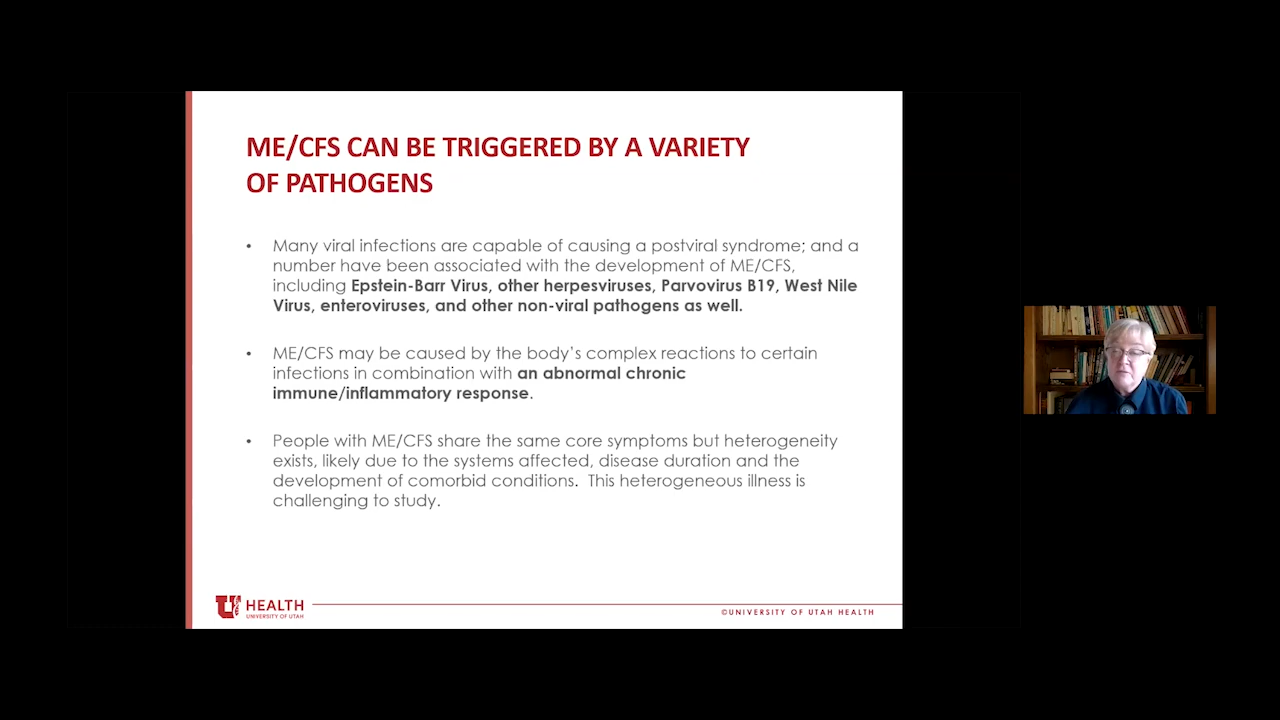 ME/CFS CAN BE TRIGGERED BY A VARIETY
OF PATHOGENS
• Many viral infections are capable of causing a postviral syndrome; and a
number have been associated with the development of ME/CFS,
including Epstein-Barr Virus, other herpesviruses, Parvovirus B19, West Nile
Virus, enteroviruses, and other non-viral pathogens as well.
• ME/CFS may be caused by the body's complex reactions to certain
infections in combination with an abnormal chronic
immune/inflammatory response.
• People with ME/CFS share the same core symptoms but heterogeneity
exists, likely due to the systems affected, disease duration and the
development of comorbid conditions. This heterogeneous illness is
challenging to study.
U HEALTH
UNIVERSITY OF UTAH
©UNIVERSITY OF UTAH HEALTH